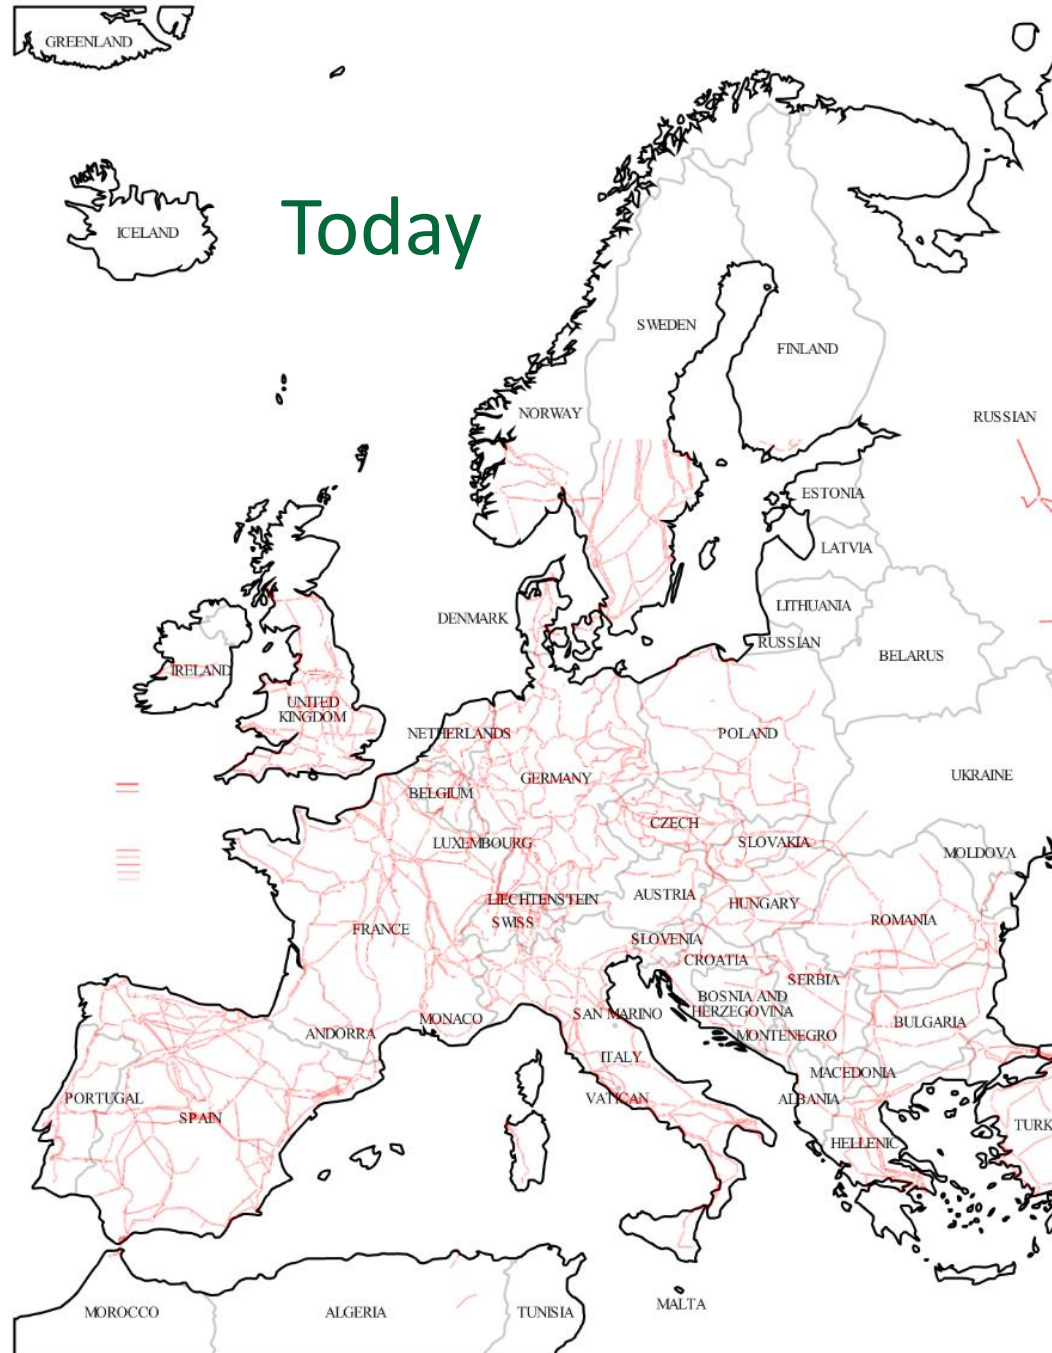 GREENLAND
ICELAND
Today
SWEDEN
FINLAND
NORWAY
RUSSIAN
ESTONIA
LATVIA
LITHUANIA
DENMARK
RUSSIAN
BELARUS
IRELAND
UNITED
KINGDOM
NETHERLANDS
POLAND
GERMANY
UKRAINE
BELGIUM
CZECH
LUXEMBOURG
SLOVAKIA
MOLDOVA
AUSTRIA
LIECHTENSTEIN
HUNGARY
SWISS
ROMANIA
FRANCE
SLOVENIA
CROATIA
SERBIA
BOSNIA AND
HERZEGOVINA
SAN MARINO
MONACO
BULGARIA
ANDORRA
MONTENEGRO
ITALY
MACEDONIA
PORTUGAL
VATICAN
ALBANIA
SPAIN
TURK
HELLENIC
MALTA
MOROCCO
ALGERIA
TUNISIA